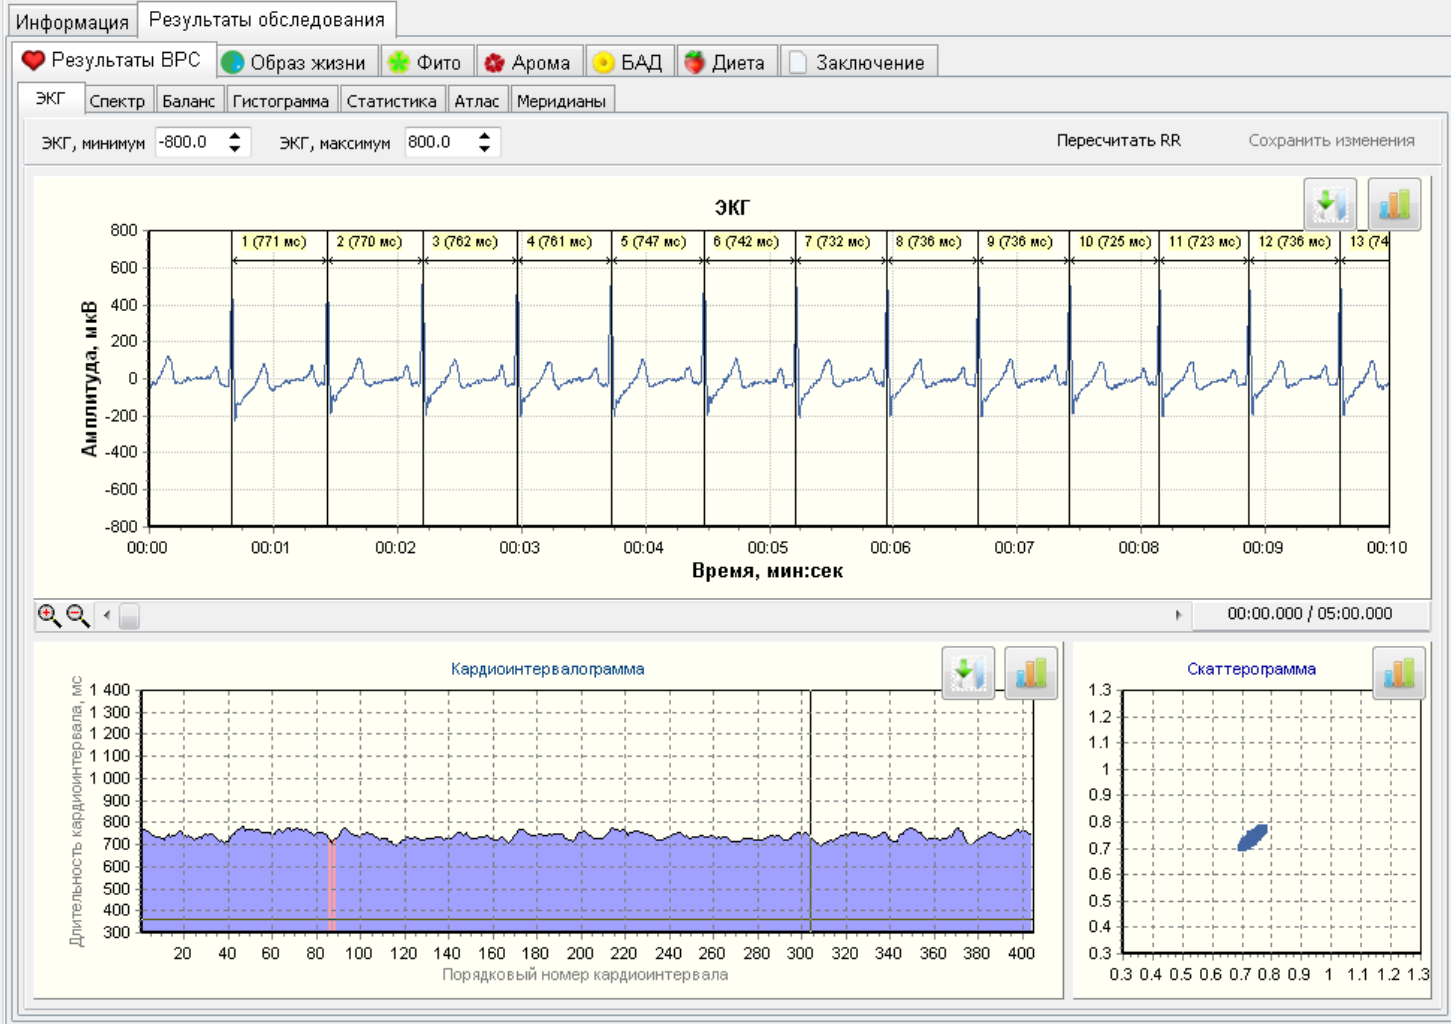 Информация Результаты обследования
Результаты ВРС Образ жизни Фито Арома БАД Диета Заключение
ЭКГ Спектр Баланс Гистограмма Статистика Атлас Меридианы
ЭКГ, минимум -800.0 ЭКГ, максимум 800.0 Пересчитать RR Сохранить изменения
ЭКГ
1 (771 мс) 2 (770 мс) 3 (762 мс) 4 (761 мс) 5 (747 мс) 6 (742 мс) 7 (732 мс) 8 (736 мс) 9 (736 мс) 10 (725 мс) 11 (723 мс) 12 (736 мс) 13 (74
Амплитуда, мкВ
800
600
400
200
0
-200
-400
-600
-800
00:00 00:01 00:02 00:03 00:04 00:05 00:06 00:07 00:08 00:09 00:10
Время, мин:сек
00:00.000 / 05:00.000
Кардиоинтервалограмма
Длительность кардиоинтервала, мс
1 400
1 300
1 200
1 100
1 000
900
800
700
600
500
400
300
20 40 60 80 100 120 140 160 180 200 220 240 260 280 300 320 340 360 380 400
Порядковый номер кардиоинтервала
Скаттерограмма
1.3
1.2
1.1
1
0.9
0.8
0.7
0.6
0.5
0.4
0.3
0.3 0.4 0.5 0.6 0.7 0.8 0.9 1 1.1 1.2 1.3